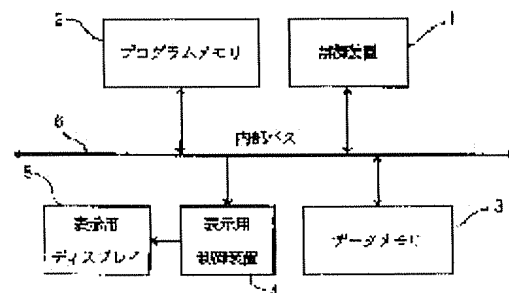 2
プログラムメモリ
1
制御装置
6
内部バス
5
表示用
ディスプレイ
表示用
制御装置
4
データメモリ
3